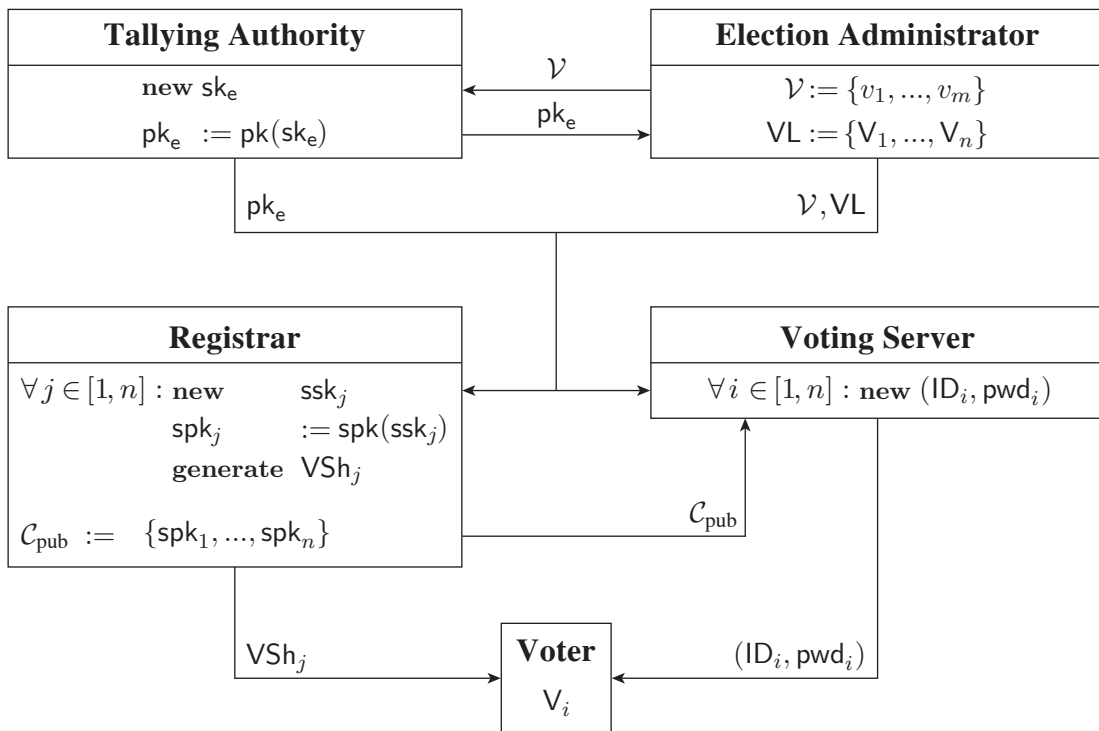 Tallying Authority
new sk_e
pk_e := pk(sk_e)
Election Administrator
𝒱 := {v_1, ..., v_m}
VL := {V_1, ..., V_n}
𝒱
pk_e
pk_e
𝒱, VL
Registrar
∀ j ∈ [1, n] : new ssk_j
spk_j := spk(ssk_j)
generate VSh_j
𝒞_pub := {spk_1, ..., spk_n}
Voting Server
∀ i ∈ [1, n] : new (ID_i, pwd_i)
𝒞_pub
VSh_j
(ID_i, pwd_i)
Voter
V_i